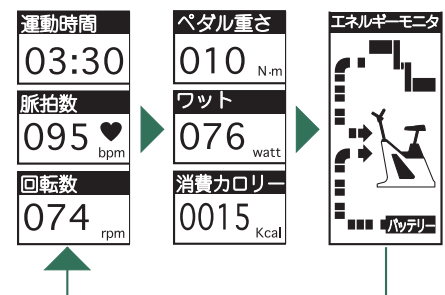 運動時間
03:30
脈拍数
095
bpm
回転数
074
rpm
ペダル重さ
010
N·m
ワット
076
watt
消費カロリー
0015
Kcal
エネルギーモニタ
バッテリー